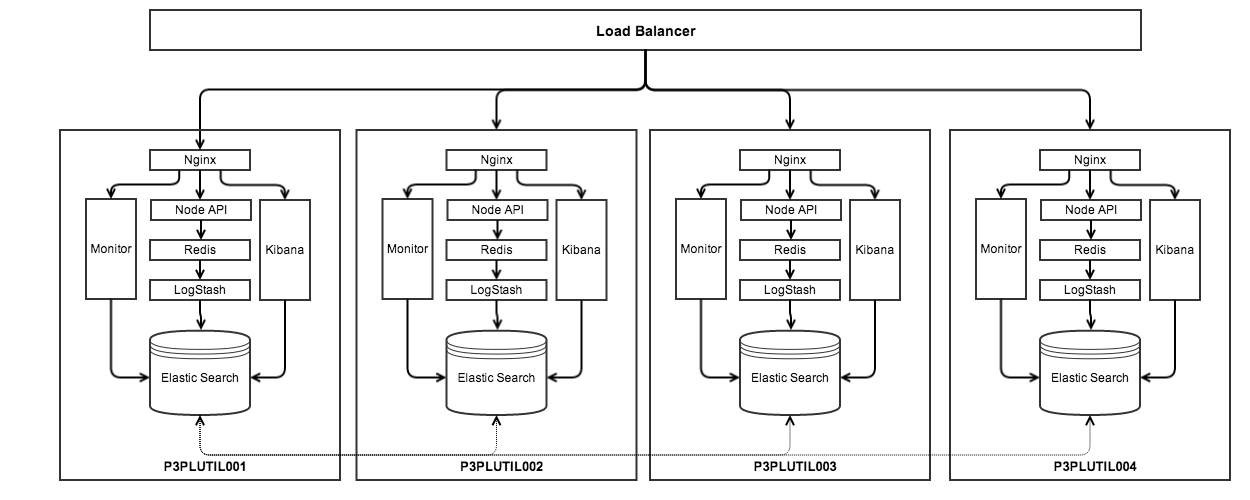 Load Balancer
Nginx Nginx Nginx Nginx
Node API Node API Node API Node API
Monitor Redis Kibana Monitor Redis Kibana Monitor Redis Kibana Monitor Redis Kibana
LogStash LogStash LogStash LogStash
Elastic Search Elastic Search Elastic Search Elastic Search
P3PLUTIL001 P3PLUTIL002 P3PLUTIL003 P3PLUTIL004